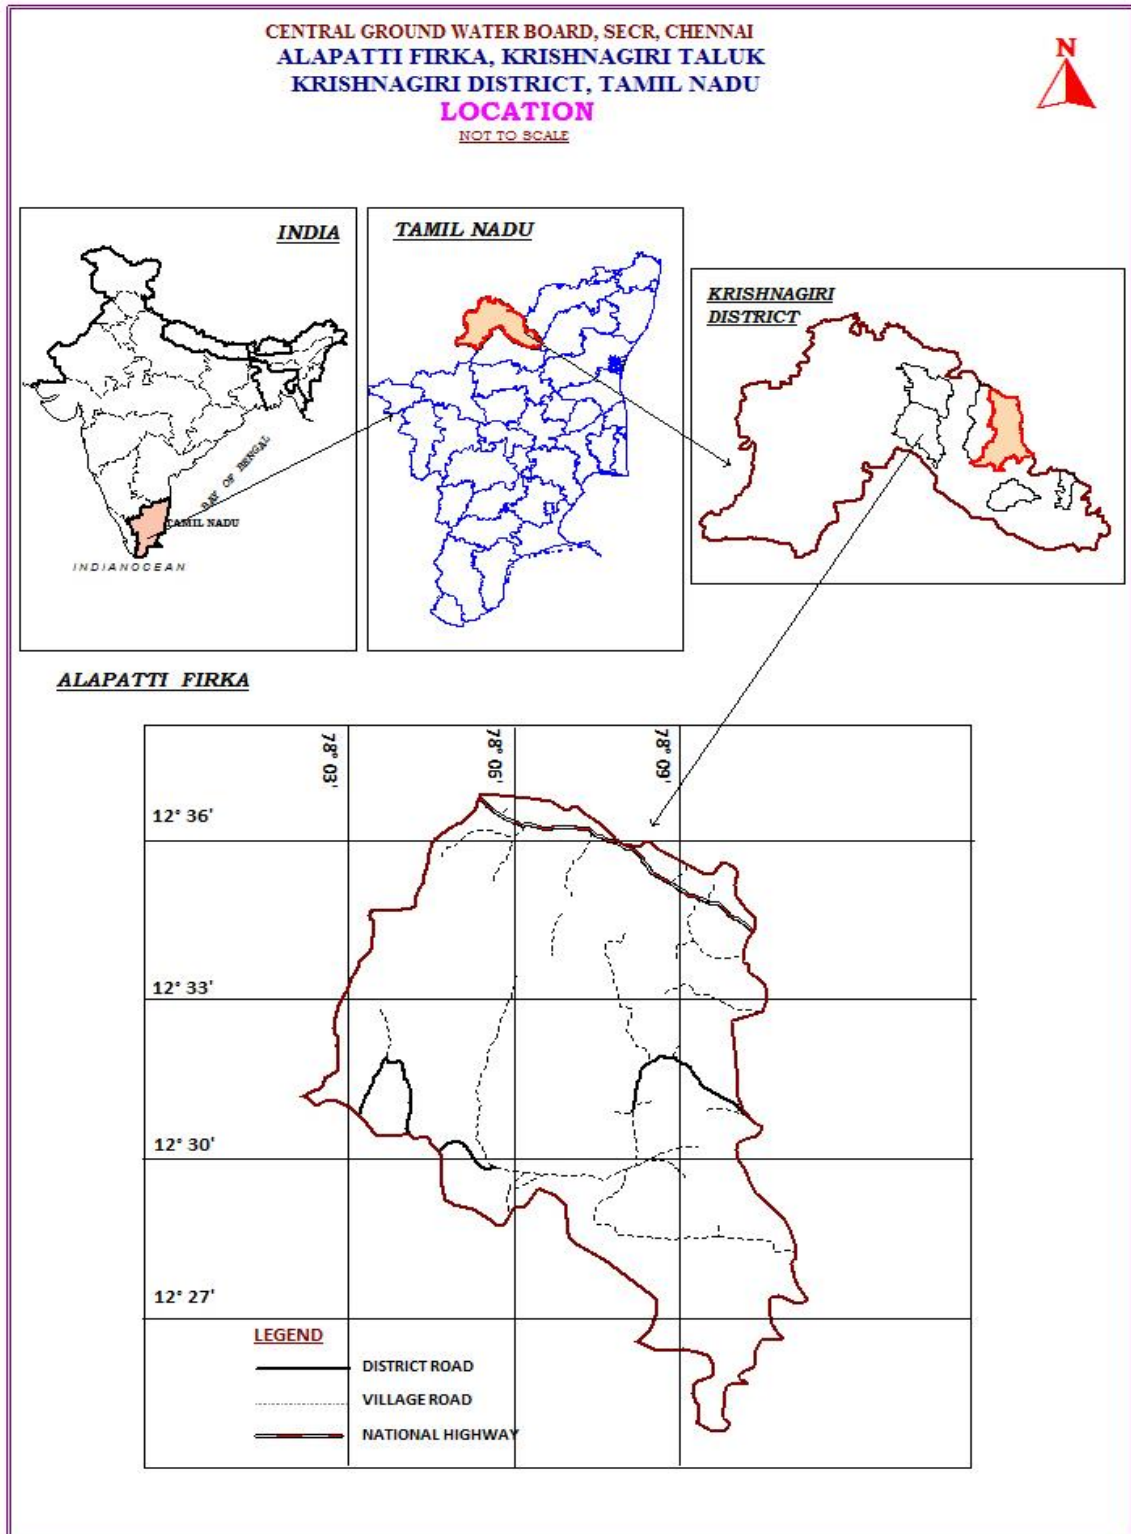 CENTRAL GROUND WATER BOARD, SECR, CHENNAI
ALAPATTI FIRKA, KRISHNAGIRI TALUK
KRISHNAGIRI DISTRICT, TAMIL NADU
LOCATION
NOT TO SCALE
N
INDIA
BAY OF BENGAL
TAMIL NADU
INDIANOCEAN
TAMIL NADU
KRISHNAGIRI
DISTRICT
ALAPATTI FIRKA
78° 03'
78° 06'
78° 09'
12° 36'
12° 33'
12° 30'
12° 27'
LEGEND
DISTRICT ROAD
VILLAGE ROAD
NATIONAL HIGHWAY